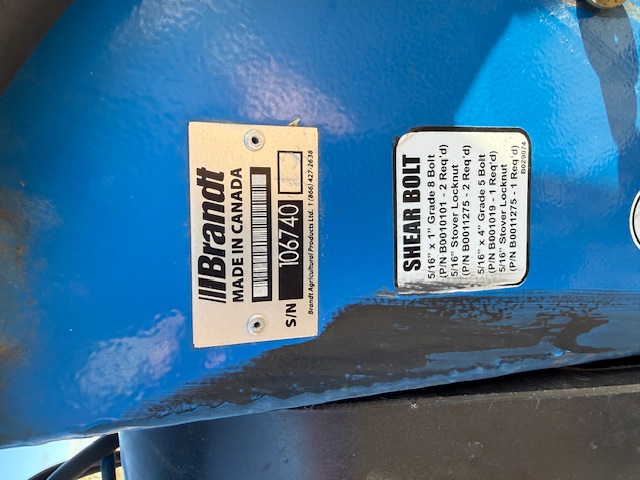 Brandt
MADE IN CANADA
S/N 106740
Brandt Agricultural Products Ltd. 1 (866) 427-2638
SHEAR BOLT
5/16" x 1" Grade 8 Bolt
(P/N B0010101 - 2 Req'd)
5/16" Stover Locknut
(P/N B0011275 - 2 Req'd)
5/16" x 4" Grade 5 Bolt
(P/N B001019 - 1 Req'd)
5/16" Stover Locknut
(P/N B0011275 - 1 Req'd)
B029074